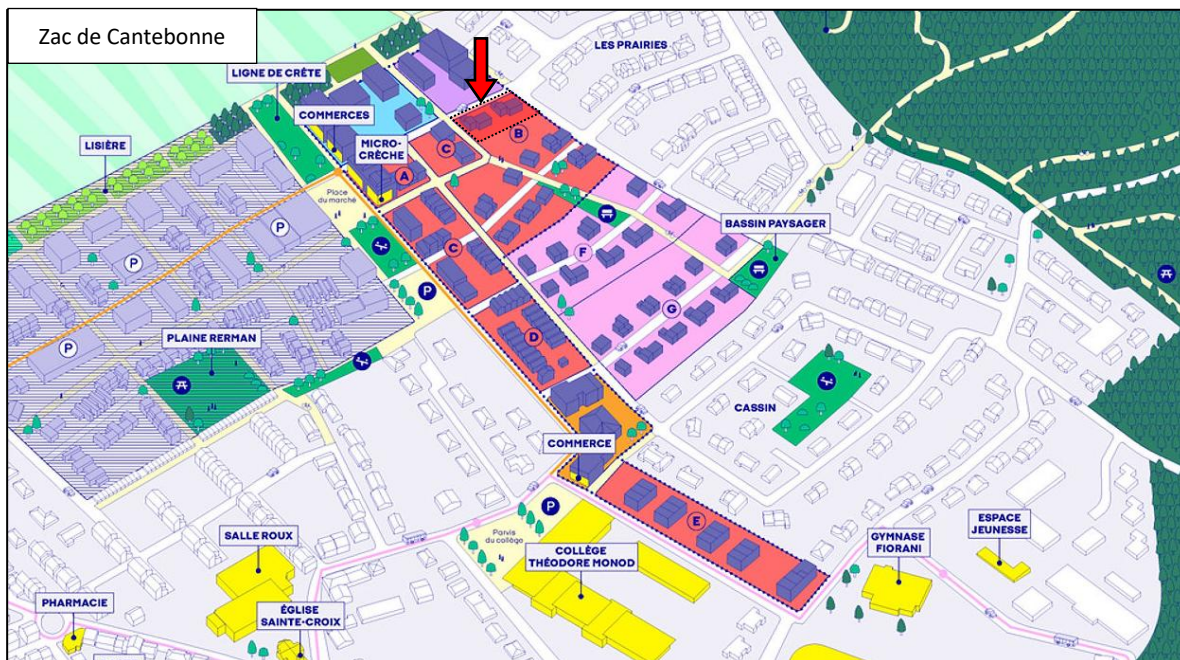 Zac de Cantebonne
LES PRAIRIES
LIGNE DE CRÊTE
COMMERCES
B
C
LISIÈRE
MICRO-
CRÈCHE
A
Place
du marché
P
BASSIN PAYSAGER
C
F
P
P
G
PLAINE RERMAN
D
P
CASSIN
COMMERCE
P
E
ESPACE
JEUNESSE
SALLE ROUX
Parvis
du collège
GYMNASE
FIORANI
COLLÈGE
THÉODORE MONOD
PHARMACIE
ÉGLISE
SAINTE-CROIX